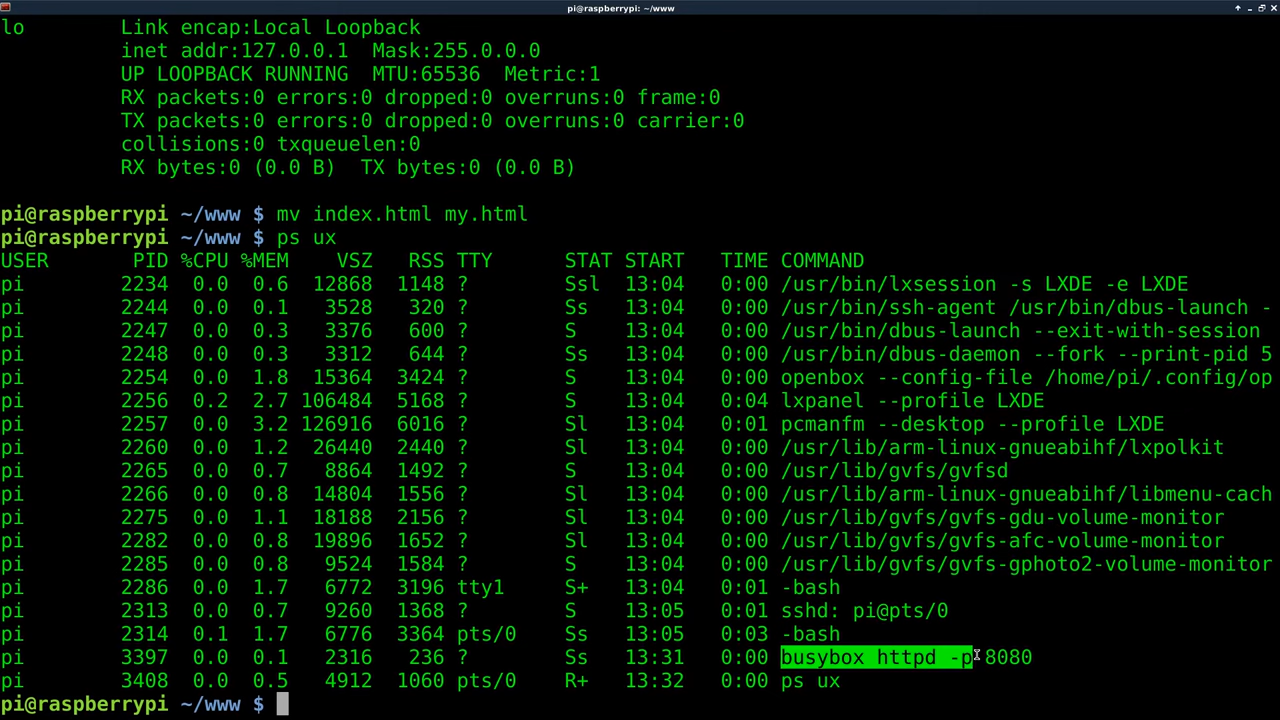 pi@raspberrypi: ~/www
lo        Link encap:Local Loopback
          inet addr:127.0.0.1  Mask:255.0.0.0
          UP LOOPBACK RUNNING  MTU:65536  Metric:1
          RX packets:0 errors:0 dropped:0 overruns:0 frame:0
          TX packets:0 errors:0 dropped:0 overruns:0 carrier:0
          collisions:0 txqueuelen:0
          RX bytes:0 (0.0 B)  TX bytes:0 (0.0 B)
pi@raspberrypi ~/www $ mv index.html my.html
pi@raspberrypi ~/www $ ps ux
USER       PID %CPU %MEM    VSZ   RSS TTY      STAT START   TIME COMMAND
pi        2234  0.0  0.6  12868  1148 ?        Ssl  13:04   0:00 /usr/bin/lxsession -s LXDE -e LXDE
pi        2244  0.0  0.1   3528   320 ?        Ss   13:04   0:00 /usr/bin/ssh-agent /usr/bin/dbus-launch -
pi        2247  0.0  0.3   3376   600 ?        S    13:04   0:00 /usr/bin/dbus-launch --exit-with-session
pi        2248  0.0  0.3   3312   644 ?        Ss   13:04   0:00 /usr/bin/dbus-daemon --fork --print-pid 5
pi        2254  0.0  1.8  15364  3424 ?        S    13:04   0:00 openbox --config-file /home/pi/.config/op
pi        2256  0.2  2.7 106484  5168 ?        S    13:04   0:04 lxpanel --profile LXDE
pi        2257  0.0  3.2 126916  6016 ?        Sl   13:04   0:01 pcmanfm --desktop --profile LXDE
pi        2260  0.0  1.2  26440  2440 ?        Sl   13:04   0:00 /usr/lib/arm-linux-gnueabihf/lxpolkit
pi        2265  0.0  0.7   8864  1492 ?        S    13:04   0:00 /usr/lib/gvfs/gvfsd
pi        2266  0.0  0.8  14804  1556 ?        Sl   13:04   0:00 /usr/lib/arm-linux-gnueabihf/libmenu-cach
pi        2275  0.0  1.1  18188  2156 ?        Sl   13:04   0:00 /usr/lib/gvfs/gvfs-gdu-volume-monitor
pi        2282  0.0  0.8  19896  1652 ?        Sl   13:04   0:00 /usr/lib/gvfs/gvfs-afc-volume-monitor
pi        2285  0.0  0.8   9524  1584 ?        S    13:04   0:00 /usr/lib/gvfs/gvfs-gphoto2-volume-monitor
pi        2286  0.0  1.7   6772  3196 tty1     S+   13:04   0:01 -bash
pi        2313  0.0  0.7   9260  1368 ?        S    13:05   0:01 sshd: pi@pts/0
pi        2314  0.1  1.7   6776  3364 pts/0    Ss   13:05   0:03 -bash
pi        3397  0.0  0.1   2316   236 ?        Ss   13:31   0:00 busybox httpd -p 8080
pi        3408  0.0  0.5   4912  1060 pts/0    R+   13:32   0:00 ps ux
pi@raspberrypi ~/www $